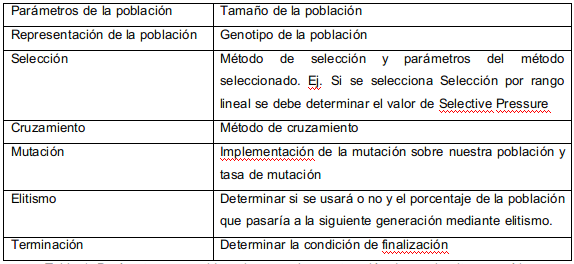 Parámetros de la población Tamaño de la población
Representación de la población Genotipo de la población
Selección Método de selección y parámetros del método
seleccionado. Ej. Si se selecciona Selección por rango
lineal se debe determinar el valor de Selective Pressure
Cruzamiento Método de cruzamiento
Mutación Implementación de la mutación sobre nuestra población y
tasa de mutación
Elitismo Determinar si se usará o no y el porcentaje de la población
que pasaría a la siguiente generación mediante elitismo.
Terminación Determinar la condición de finalización